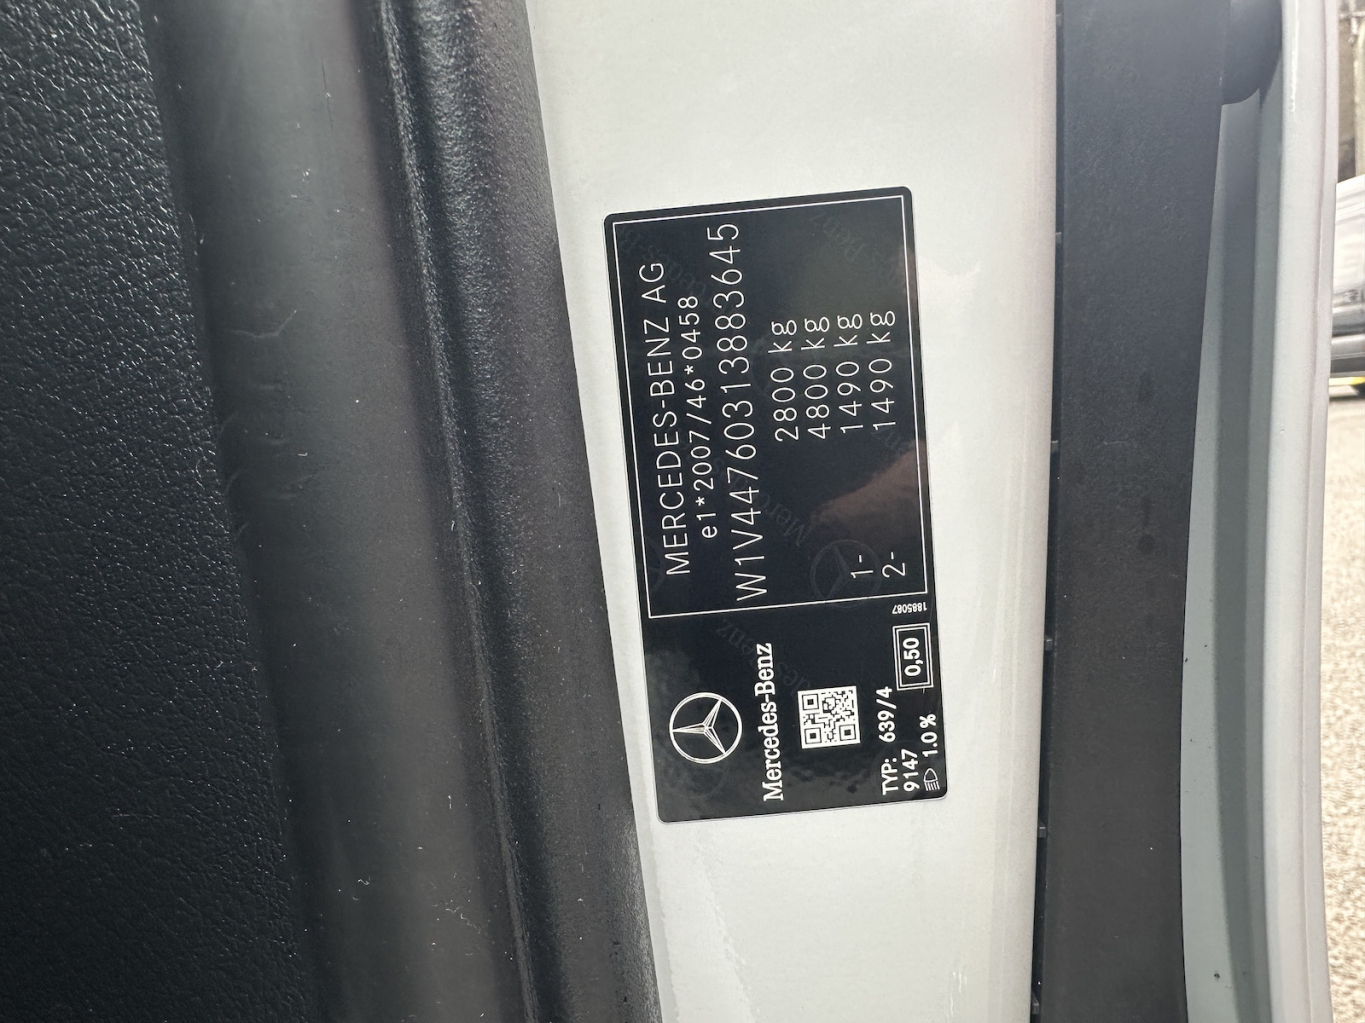 MERCEDES-BENZ AG
e1*2007/46*0458
W1V44760313883645
2800 kg
4800 kg
1- 1490 kg
2- 1490 kg
Mercedes-Benz
TYP: 639/4
9147
1.0 %
0,50
1885087